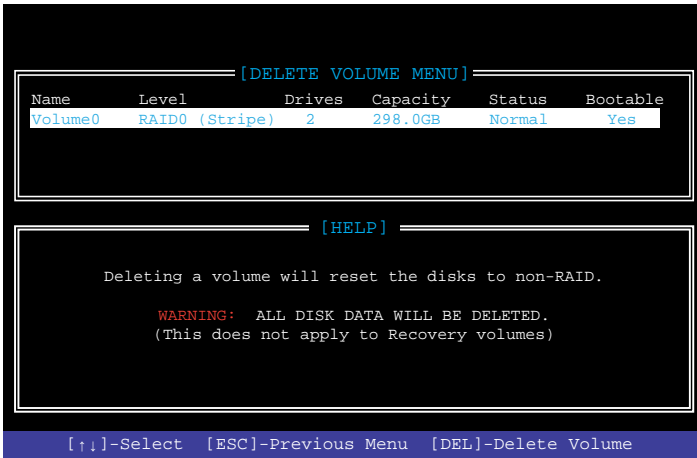 [DELETE VOLUME MENU]
Name Level Drives Capacity Status Bootable
Volume0 RAID0 (Stripe) 2 298.0GB Normal Yes
[HELP]
Deleting a volume will reset the disks to non-RAID.
WARNING: ALL DISK DATA WILL BE DELETED.
(This does not apply to Recovery volumes)
[↑↓]-Select [ESC]-Previous Menu [DEL]-Delete Volume